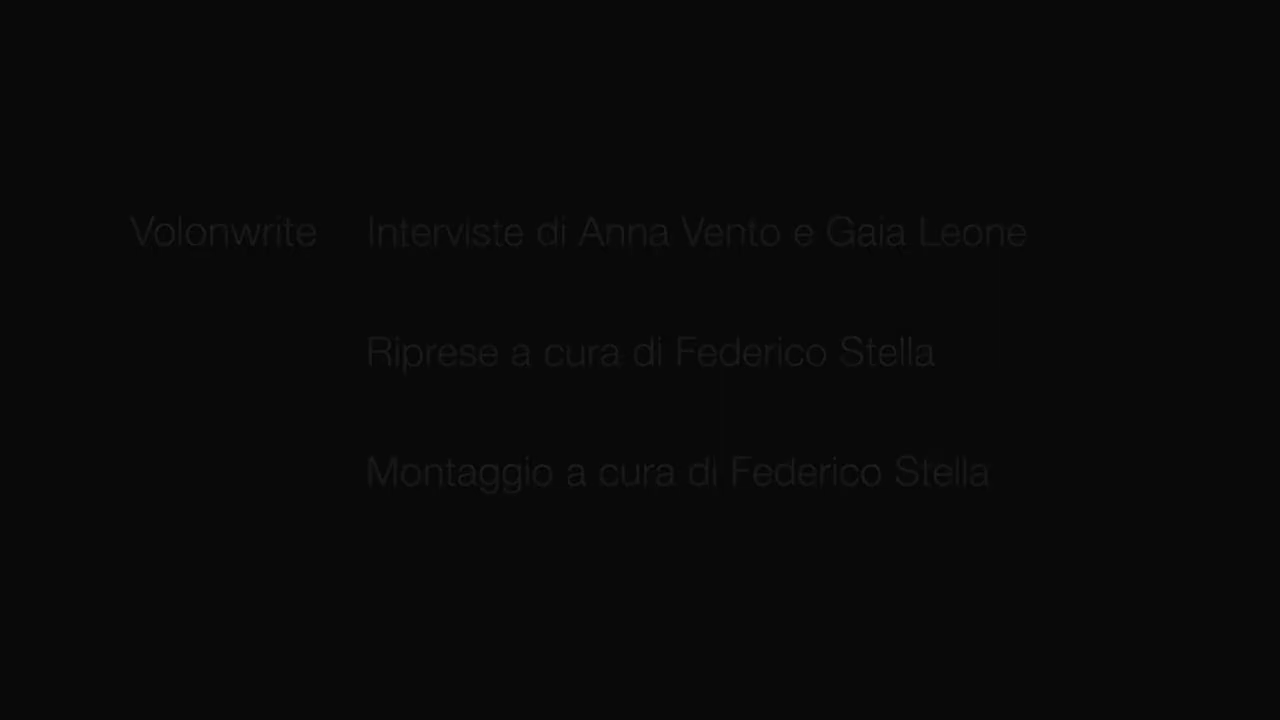 Volonwrite Interviste di Anna Vento e Gaia Leone
Riprese a cura di Federico Stella
Montaggio a cura di Federico Stella